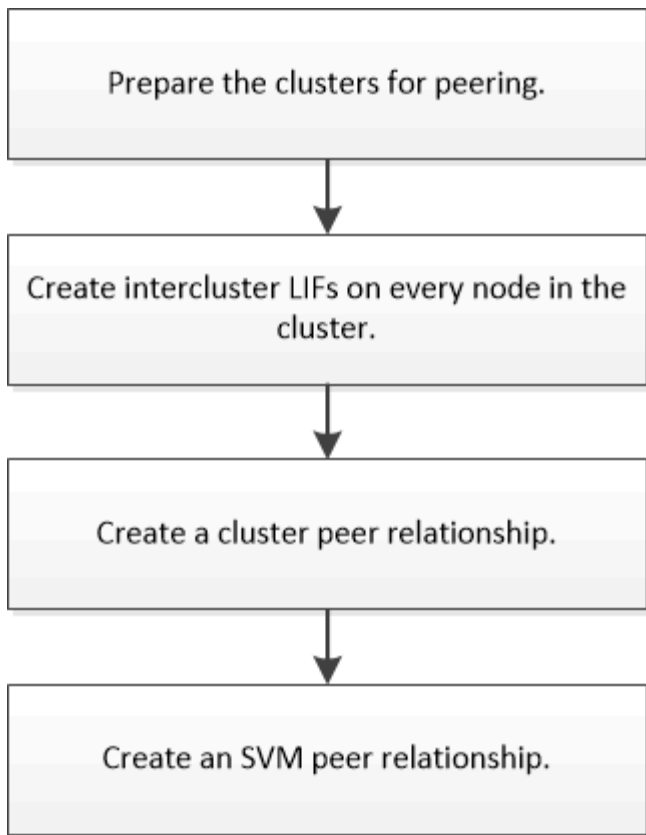 Prepare the clusters for peering.
Create intercluster LIFs on every node in the
cluster.
Create a cluster peer relationship.
Create an SVM peer relationship.